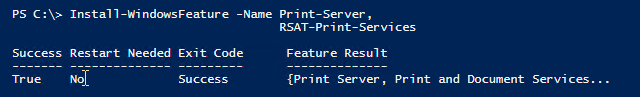 PS C:\> Install-WindowsFeature -Name Print-Server,
RSAT-Print-Services
Success Restart Needed Exit Code Feature Result
------- -------------- --------- --------------
True No Success {Print Server, Print and Document Services...